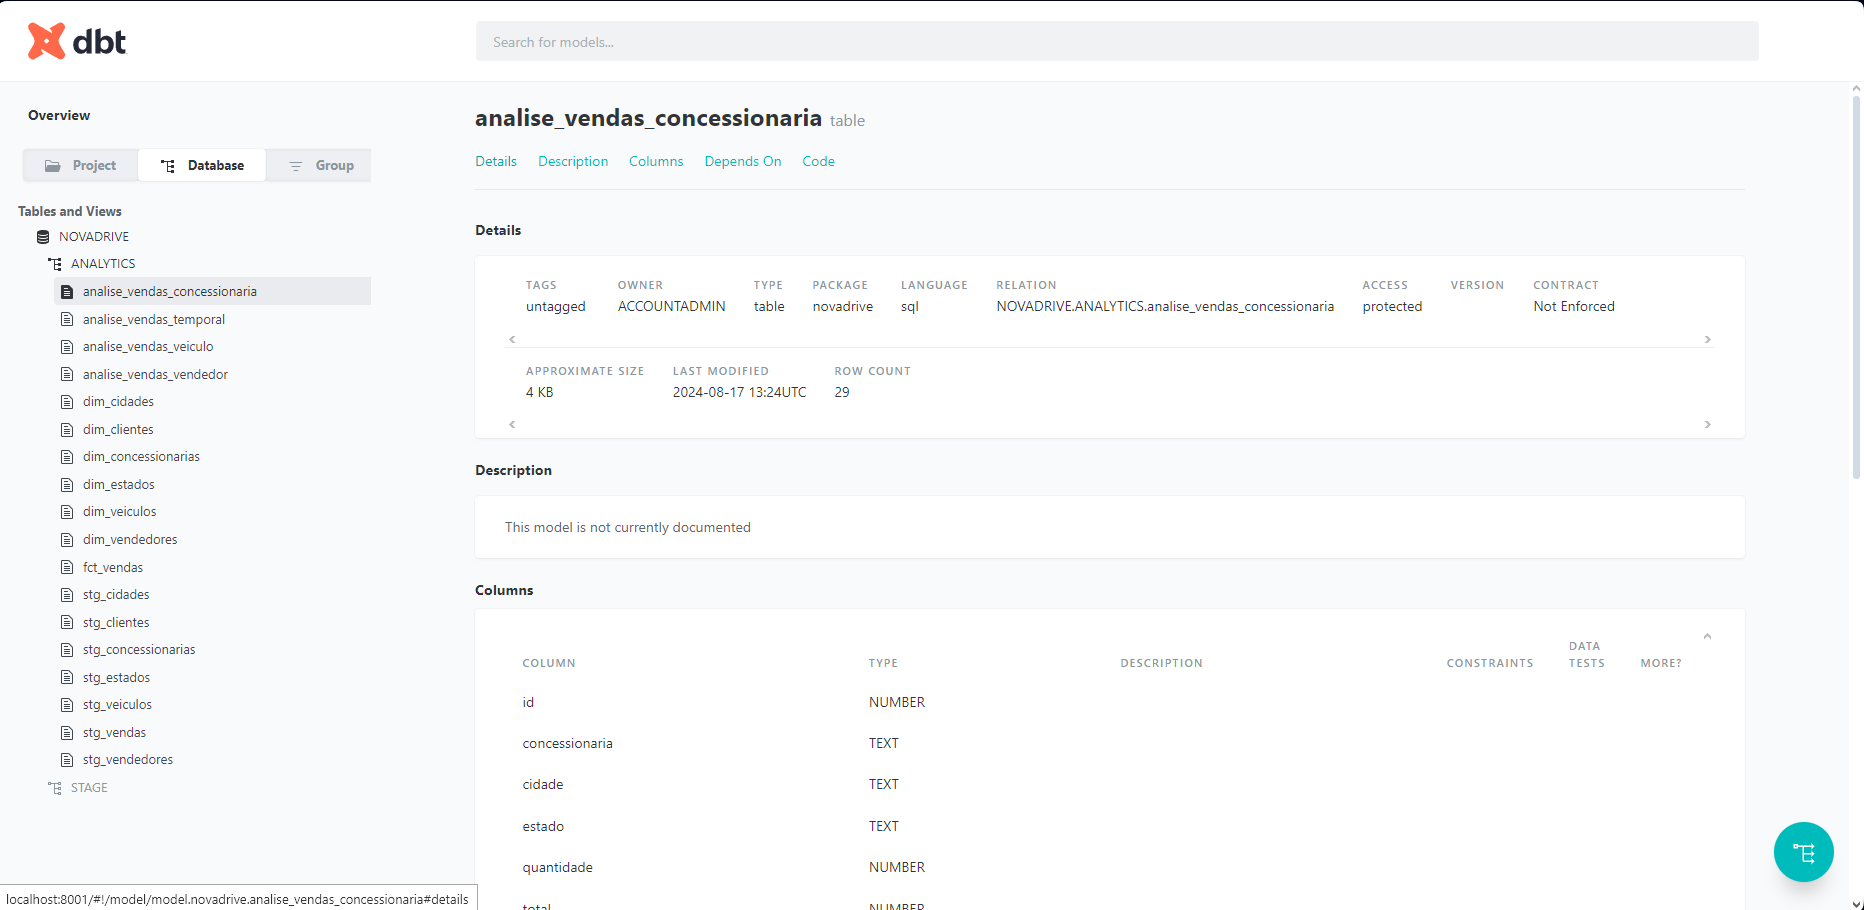 dbt
Search for models...
Overview
Project
Database
Group
Tables and Views
NOVADRIVE
ANALYTICS
analise_vendas_concessionaria
analise_vendas_temporal
analise_vendas_veiculo
analise_vendas_vendedor
dim_cidades
dim_clientes
dim_concessionarias
dim_estados
dim_veiculos
dim_vendedores
fct_vendas
stg_cidades
stg_clientes
stg_concessionarias
stg_estados
stg_veiculos
stg_vendas
stg_vendedores
STAGE
analise_vendas_concessionaria table
Details Description Columns Depends On Code
Details
TAGS OWNER TYPE PACKAGE LANGUAGE RELATION ACCESS VERSION CONTRACT
untagged ACCOUNTADMIN table novadrive sql NOVADRIVE.ANALYTICS.analise_vendas_concessionaria protected Not Enforced
APPROXIMATE SIZE LAST MODIFIED ROW COUNT
4 KB 2024-08-17 13:24UTC 29
Description
This model is not currently documented
Columns
COLUMN TYPE DESCRIPTION CONSTRAINTS DATA TESTS MORE?
id NUMBER
concessionaria TEXT
cidade TEXT
estado TEXT
quantidade NUMBER
total NUMBER
localhost:8001/#!/model/model.novadrive.analise_vendas_concessionaria#details